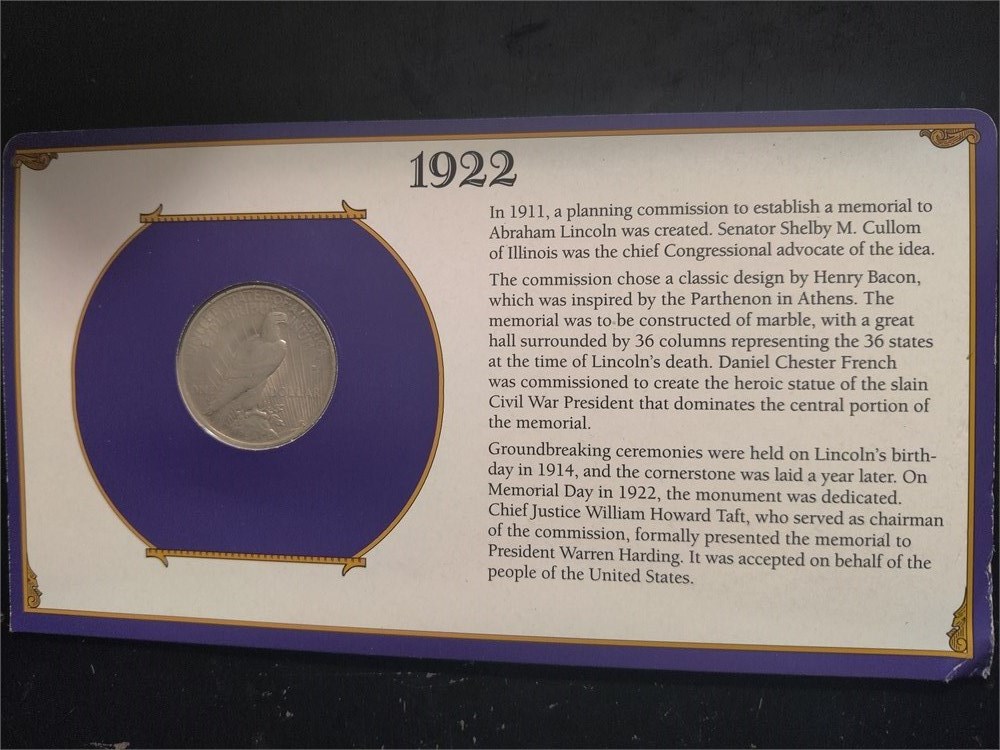 1922
In 1911, a planning commission to establish a memorial to
Abraham Lincoln was created. Senator Shelby M. Cullom
of Illinois was the chief Congressional advocate of the idea.
The commission chose a classic design by Henry Bacon,
which was inspired by the Parthenon in Athens. The
memorial was to be constructed of marble, with a great
hall surrounded by 36 columns representing the 36 states
at the time of Lincoln's death. Daniel Chester French
was commissioned to create the heroic statue of the slain
Civil War President that dominates the central portion of
the memorial.
Groundbreaking ceremonies were held on Lincoln's birth-
day in 1914, and the cornerstone was laid a year later. On
Memorial Day in 1922, the monument was dedicated.
Chief Justice William Howard Taft, who served as chairman
of the commission, formally presented the memorial to
President Warren Harding. It was accepted on behalf of the
people of the United States.